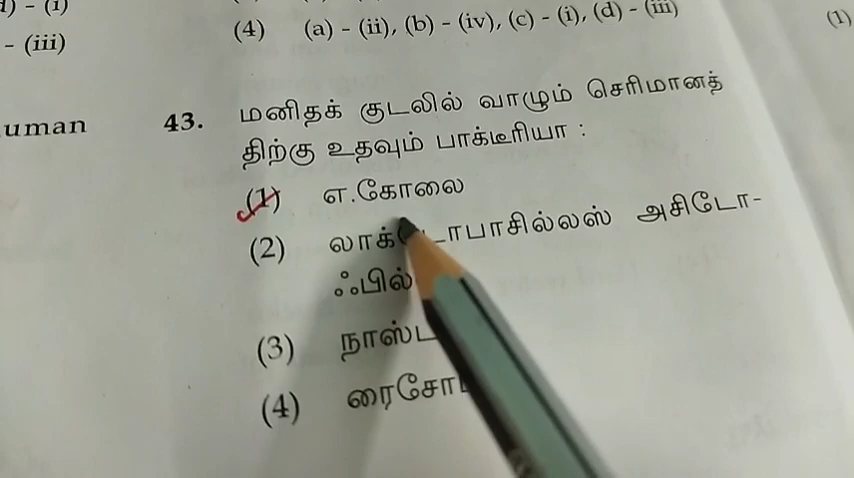 - (i)
- (iii)
(4) (a) - (ii), (b) - (iv), (c) - (i), (d) - (iii)
(1)
uman
43. மனிதக் குடலில் வாழும் செரிமானத்
திற்கு உதவும் பாக்டீரியா :
(1) எ.கோலை
(2) அசிடோ-
ஃபில்
(3)
(4)